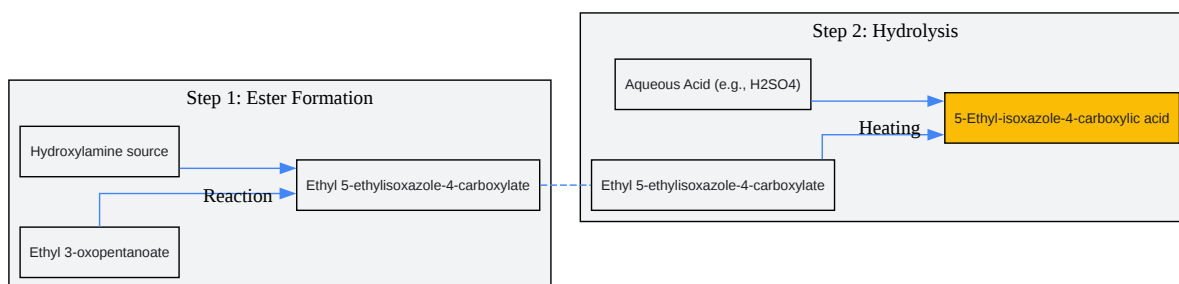 Step 1: Ester Formation
Hydroxylamine source
Ethyl 3-oxopentanoate
Reaction
Ethyl 5-ethylisoxazole-4-carboxylate
Step 2: Hydrolysis
Aqueous Acid (e.g., H2SO4)
Ethyl 5-ethylisoxazole-4-carboxylate
Heating
5-Ethyl-isoxazole-4-carboxylic acid